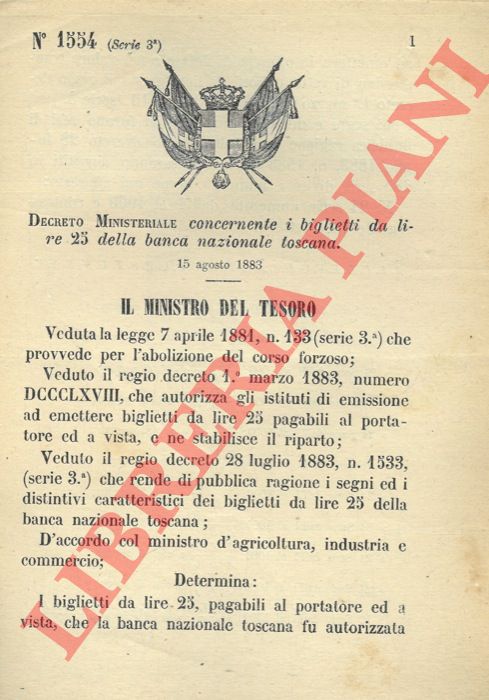 N° 1554 (Serie 3ª) 1
DECRETO MINISTERIALE concernente i biglietti da li-
re 25 della banca nazionale toscana.
15 agosto 1883
IL MINISTRO DEL TESORO
Veduta la legge 7 aprile 1881, n. 133 (serie 3.ª) che
provvede per l'abolizione del corso forzoso;
Veduto il regio decreto 1.º marzo 1883, numero
DCCCLXVIII, che autorizza gli istituti di emissione
ad emettere biglietti da lire 25 pagabili al porta-
tore ed a vista, e ne stabilisce il riparto;
Veduto il regio decreto 28 luglio 1883, n. 1533,
(serie 3.ª) che rende di pubblica ragione i segni ed i
distintivi caratteristici dei biglietti da lire 25 della
banca nazionale toscana;
D'accordo col ministro d'agricoltura, industria e
commercio;
Determina:
I biglietti da lire 25, pagabili al portatore ed a
vista, che la banca nazionale toscana fu autorizzata
LIBRERIA PIANI